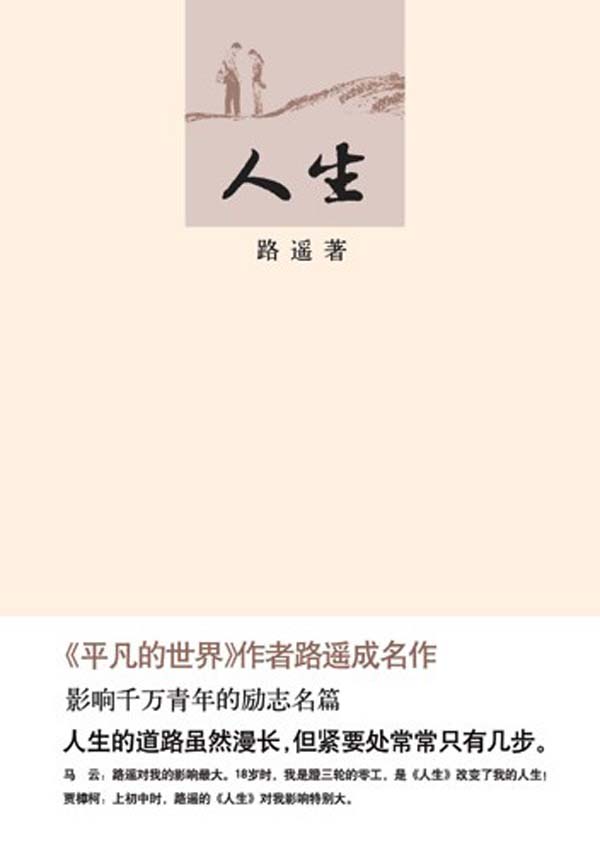 人生
路遥著
《平凡的世界》作者路遥成名作
影响千万青年的励志名篇
人生的道路虽然漫长,但紧要处常常只有几步。
马 云:路遥对我的影响最大。18岁时,我是蹬三轮的零工,是《人生》改变了我的人生!
贾樟柯:上初中时,路遥的《人生》对我影响特别大。